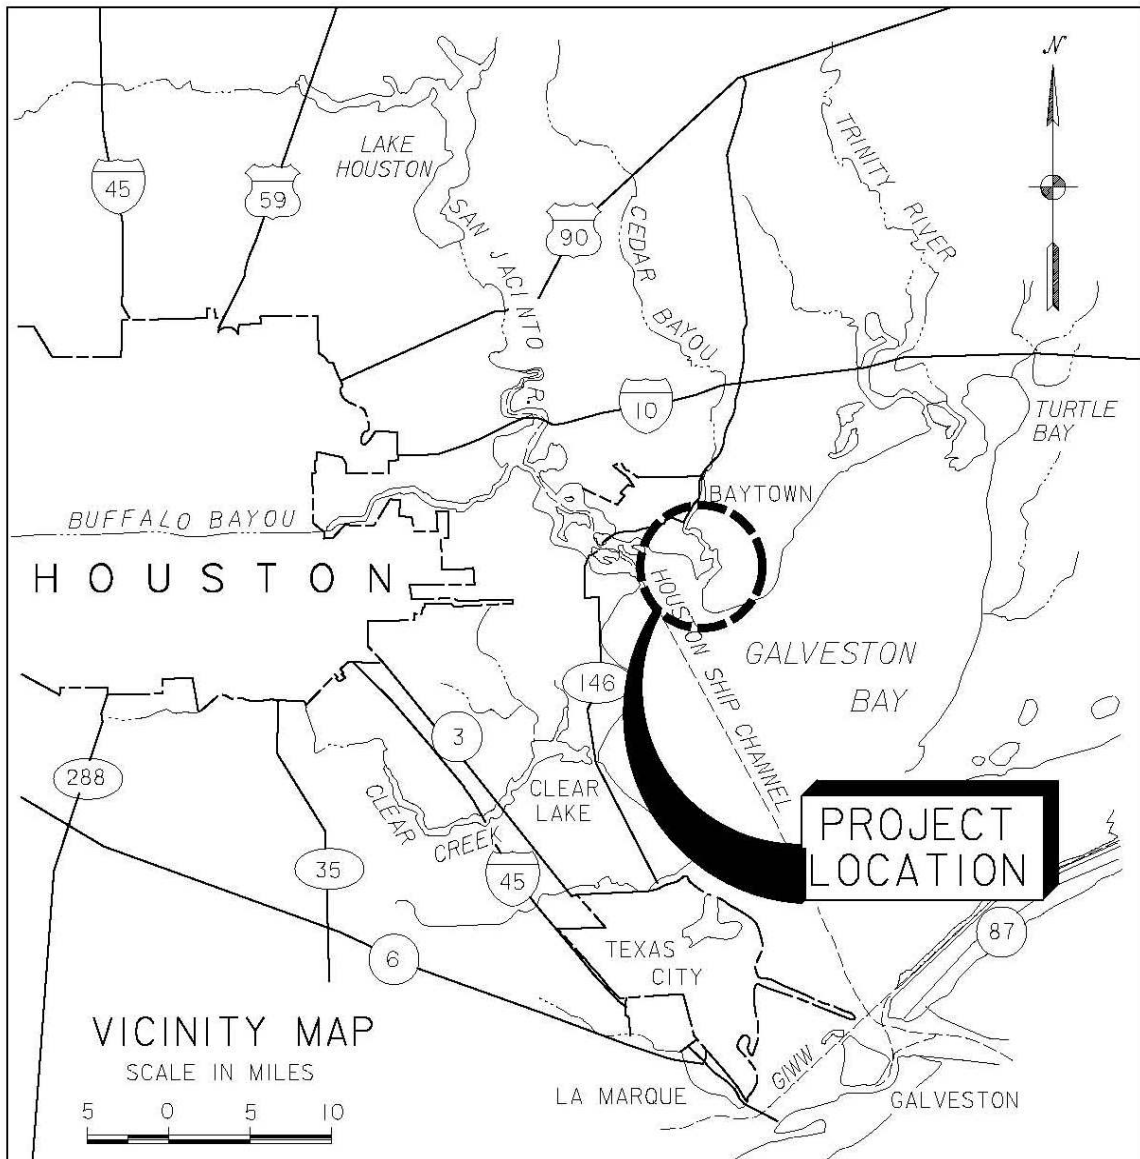 N
LAKE
HOUSTON
45
59
90
SAN JACINTO R.
CEDAR BAYOU
TRINITY RIVER
10
TURTLE
BAY
BAYTOWN
BUFFALO BAYOU
HOUSTON
HOUSTON SHIP CHANNEL
GALVESTON
BAY
146
3
288
CLEAR
LAKE
CLEAR CREEK
35
45
PROJECT
LOCATION
87
6
TEXAS
CITY
VICINITY MAP
SCALE IN MILES
5 0 5 10
GIWW
LA MARQUE
GALVESTON